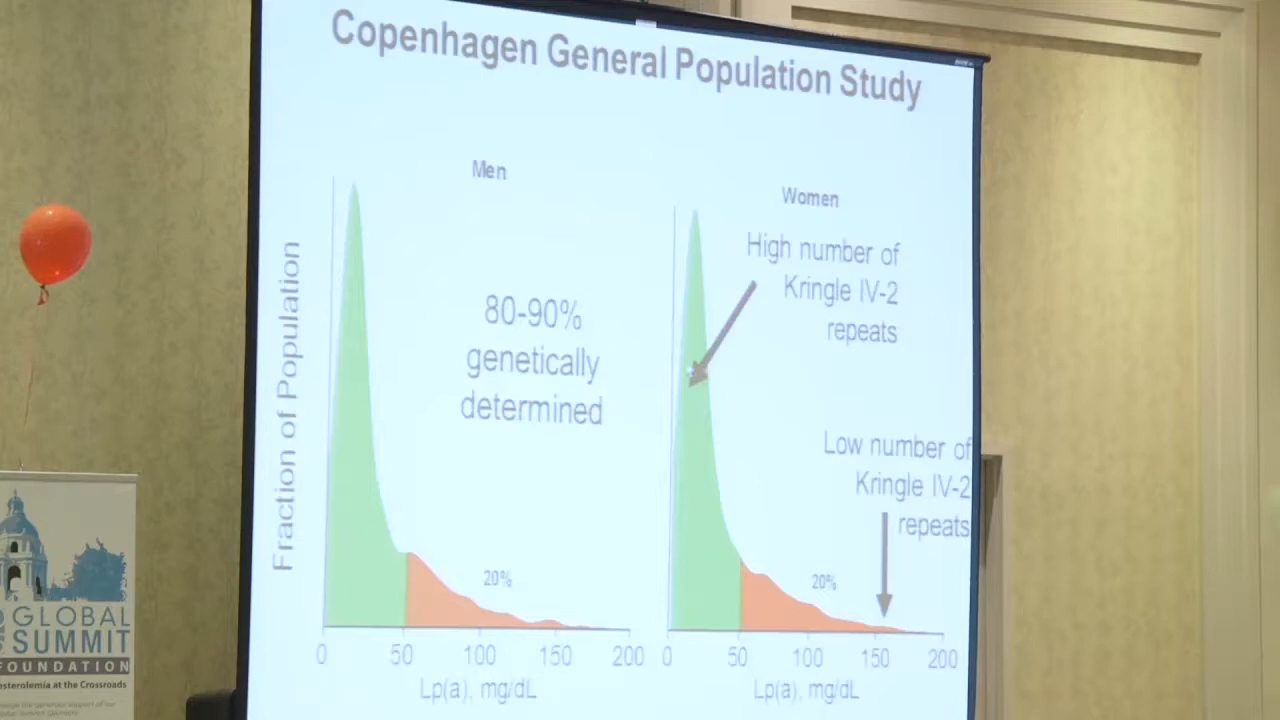 Copenhagen General Population Study
Men
Women
Fraction of Population
80-90%
genetically
determined
High number of
Kringle IV-2
repeats
Low number of
Kringle IV-2
repeats
20%
20%
0 50 100 150 200
0 50 100 150 200
Lp(a), mg/dL
Lp(a), mg/dL
GLOBAL
SUMMIT
FOUNDATION
esterolemia at the Crossroads